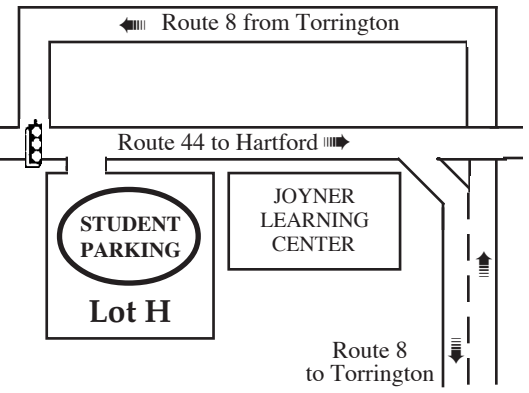 Route 8 from Torrington
Route 44 to Hartford
STUDENT
PARKING
Lot H
JOYNER
LEARNING
CENTER
Route 8
to Torrington